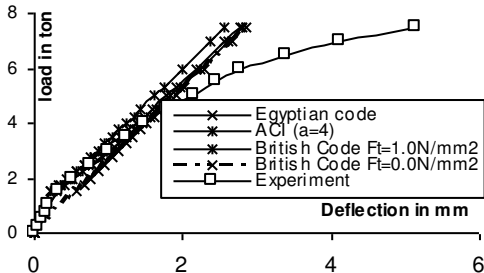 8
6
4
2
0
load in ton
Egyptian code
ACI (a=4)
British Code Ft=1.0N/mm2
British Code Ft=0.0N/mm2
Experiment
Deflection in mm
0
2
4
6